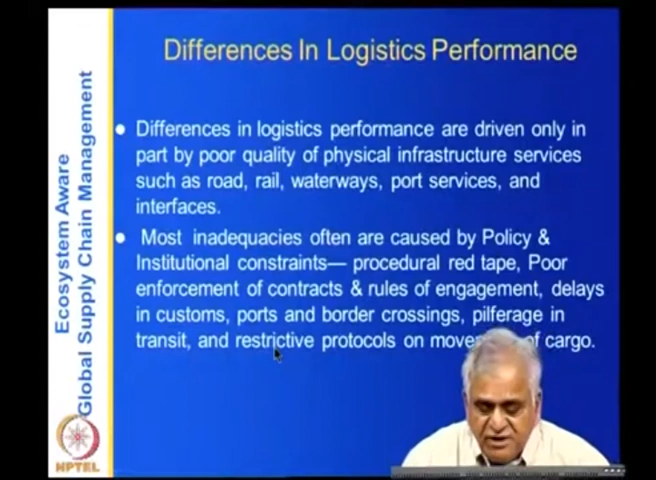 Differences In Logistics Performance
Differences in logistics performance are driven only in
part by poor quality of physical infrastructure services
such as road, rail, waterways, port services, and
interfaces.
Most inadequacies often are caused by Policy &
Institutional constraints— procedural red tape, Poor
enforcement of contracts & rules of engagement, delays
in customs, ports and border crossings, pilferage in
transit, and restrictive protocols on of cargo.
Ecosystem Aware
Global Supply Chain Management
NPTEL